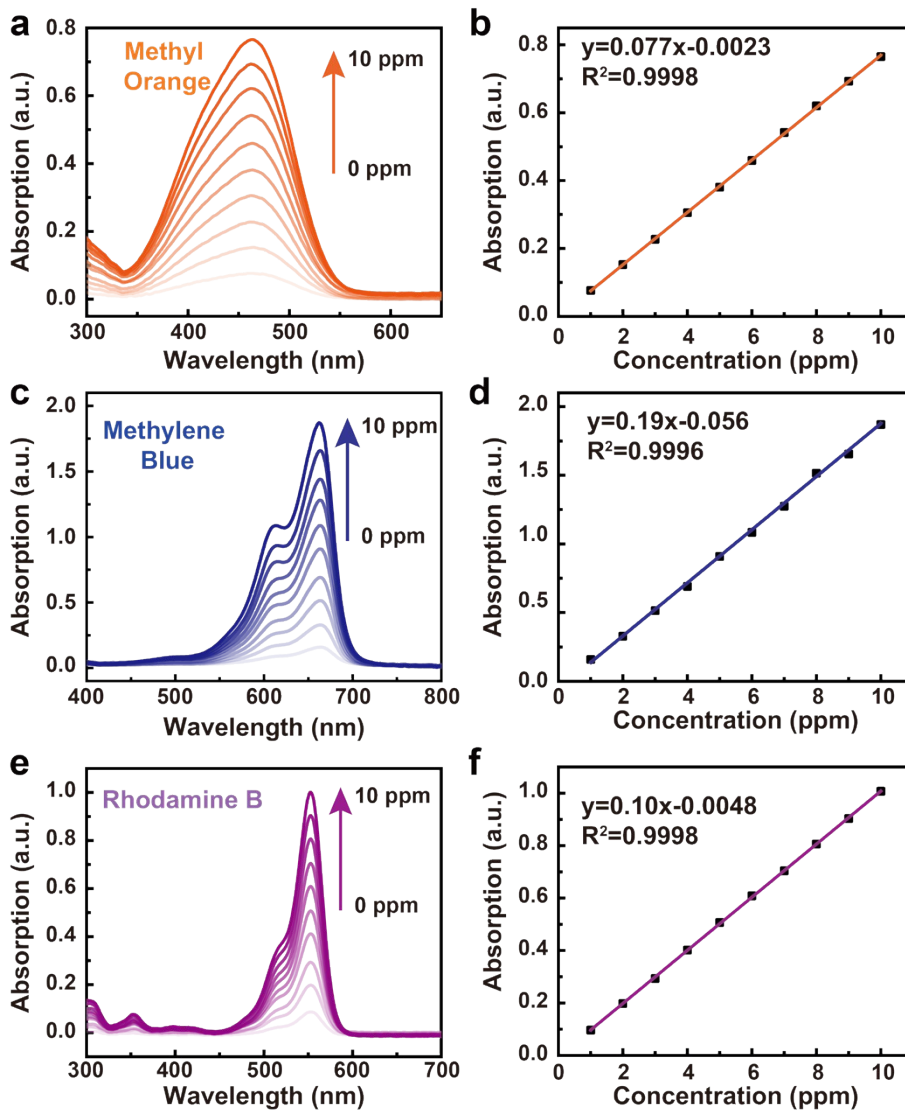 a
Methyl
Orange
10 ppm
0 ppm
0.8
0.6
0.4
0.2
0.0
Absorption (a.u.)
300 400 500 600
Wavelength (nm)
b
y=0.077x-0.0023
R²=0.9998
0.8
0.6
0.4
0.2
0.0
Absorption (a.u.)
0 2 4 6 8 10
Concentration (ppm)
c
Methylene
Blue
10 ppm
0 ppm
2.0
1.5
1.0
0.5
0.0
Absorption (a.u.)
400 500 600 700 800
Wavelength (nm)
d
y=0.19x-0.056
R²=0.9996
2.0
1.5
1.0
0.5
0.0
Absorption (a.u.)
0 2 4 6 8 10
Concentration (ppm)
e
Rhodamine B
10 ppm
0 ppm
1.0
0.8
0.6
0.4
0.2
0.0
Absorption (a.u.)
300 400 500 600 700
Wavelength (nm)
f
y=0.10x-0.0048
R²=0.9998
1.0
0.8
0.6
0.4
0.2
0.0
Absorption (a.u.)
0 2 4 6 8 10
Concentration (ppm)